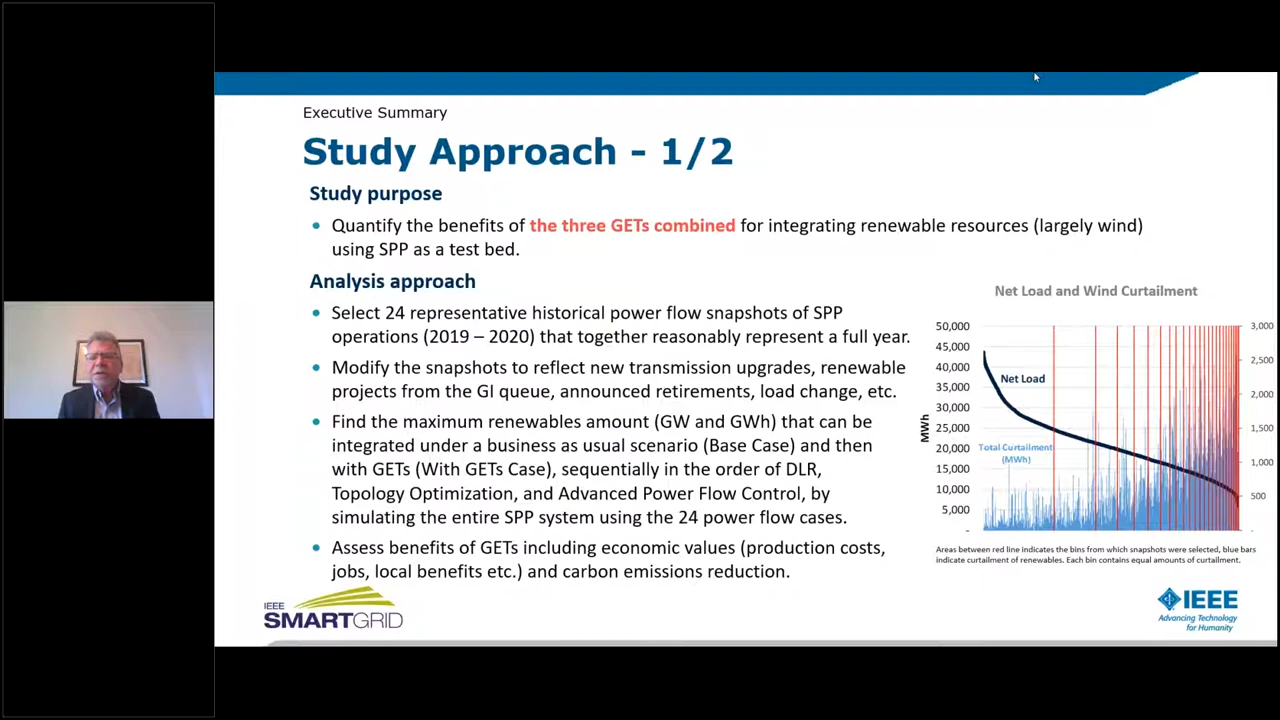 Executive Summary
Study Approach - 1/2
Study purpose
• Quantify the benefits of the three GETs combined for integrating renewable resources (largely wind)
using SPP as a test bed.
Analysis approach
• Select 24 representative historical power flow snapshots of SPP
operations (2019 – 2020) that together reasonably represent a full year.
• Modify the snapshots to reflect new transmission upgrades, renewable
projects from the GI queue, announced retirements, load change, etc.
• Find the maximum renewables amount (GW and GWh) that can be
integrated under a business as usual scenario (Base Case) and then
with GETs (With GETs Case), sequentially in the order of DLR,
Topology Optimization, and Advanced Power Flow Control, by
simulating the entire SPP system using the 24 power flow cases.
• Assess benefits of GETs including economic values (production costs,
jobs, local benefits etc.) and carbon emissions reduction.
Net Load and Wind Curtailment
50,000
45,000
40,000
35,000
30,000
25,000
20,000
15,000
10,000
5,000
-
MWh
Net Load
Total Curtailment
(MWh)
3,000
2,500
2,000
1,500
1,000
500
-
Areas between red line indicates the bins from which snapshots were selected, blue bars
indicate curtailment of renewables. Each bin contains equal amounts of curtailment.
IEEE
SMARTGRID
IEEE
Advancing Technology
for Humanity